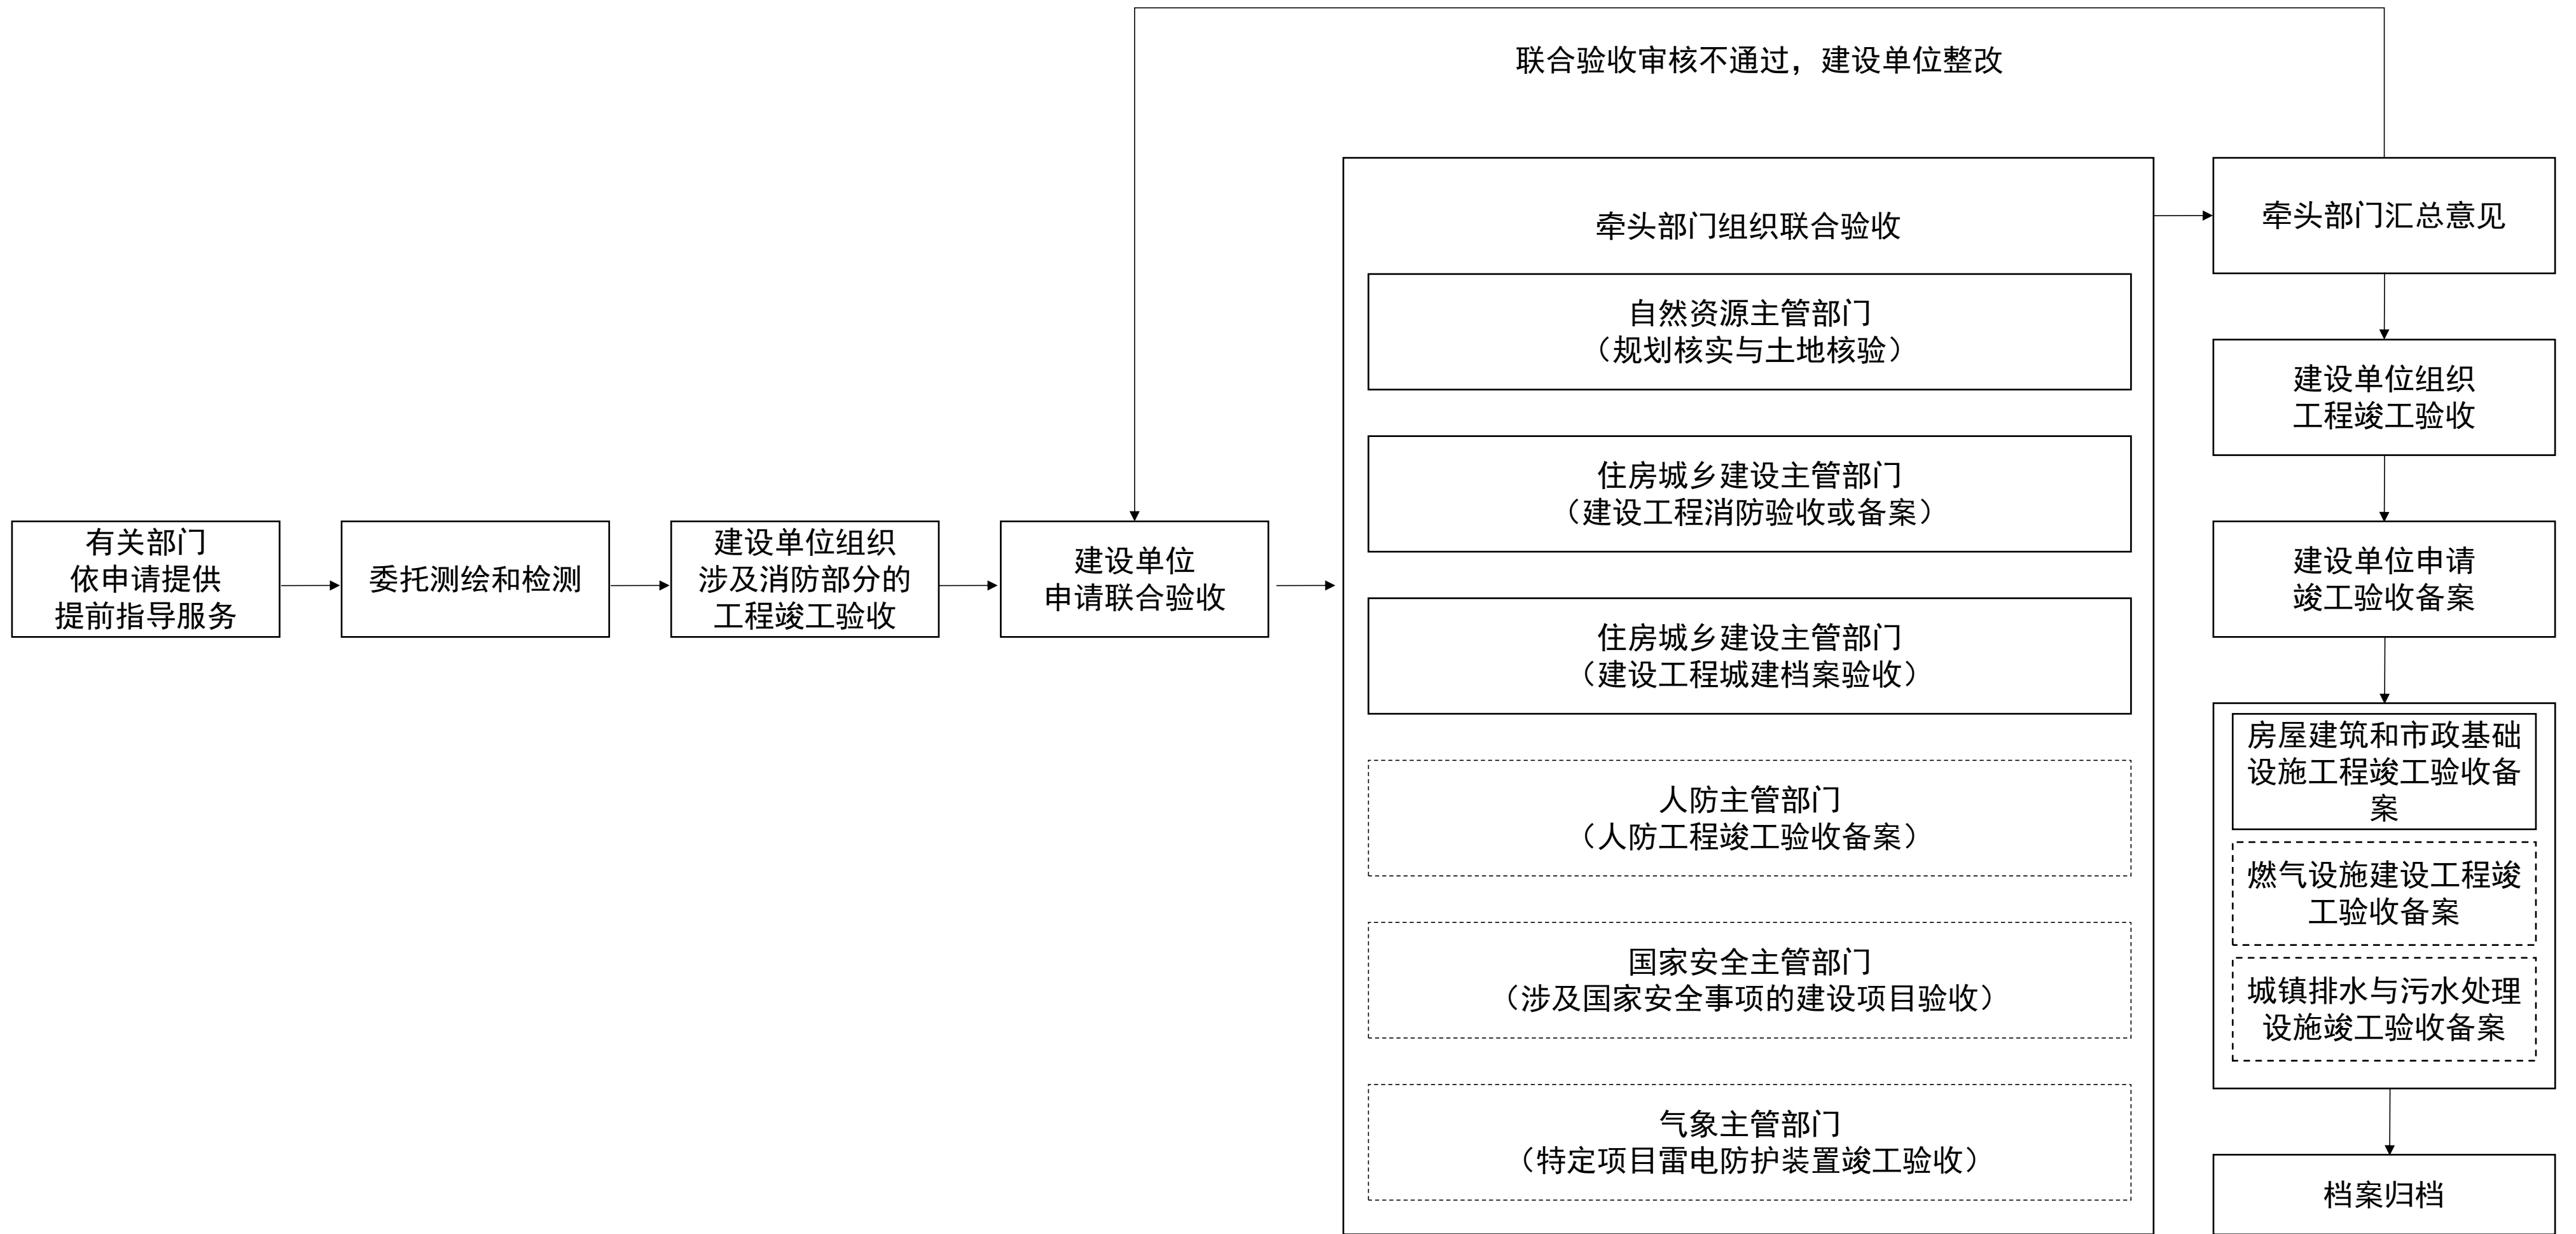 联合验收审核不通过，建设单位整改
有关部门
依申请提供
提前指导服务
委托测绘和检测
建设单位组织
涉及消防部分的
工程竣工验收
建设单位
申请联合验收
牵头部门组织联合验收
自然资源主管部门
（规划核实与土地核验）
住房城乡建设主管部门
（建设工程消防验收或备案）
住房城乡建设主管部门
（建设工程城建档案验收）
人防主管部门
（人防工程竣工验收备案）
国家安全主管部门
（涉及国家安全事项的建设项目验收）
气象主管部门
（特定项目雷电防护装置竣工验收）
牵头部门汇总意见
建设单位组织
工程竣工验收
建设单位申请
竣工验收备案
房屋建筑和市政基础
设施工程竣工验收备
案
燃气设施建设工程竣
工验收备案
城镇排水与污水处理
设施竣工验收备案
档案归档